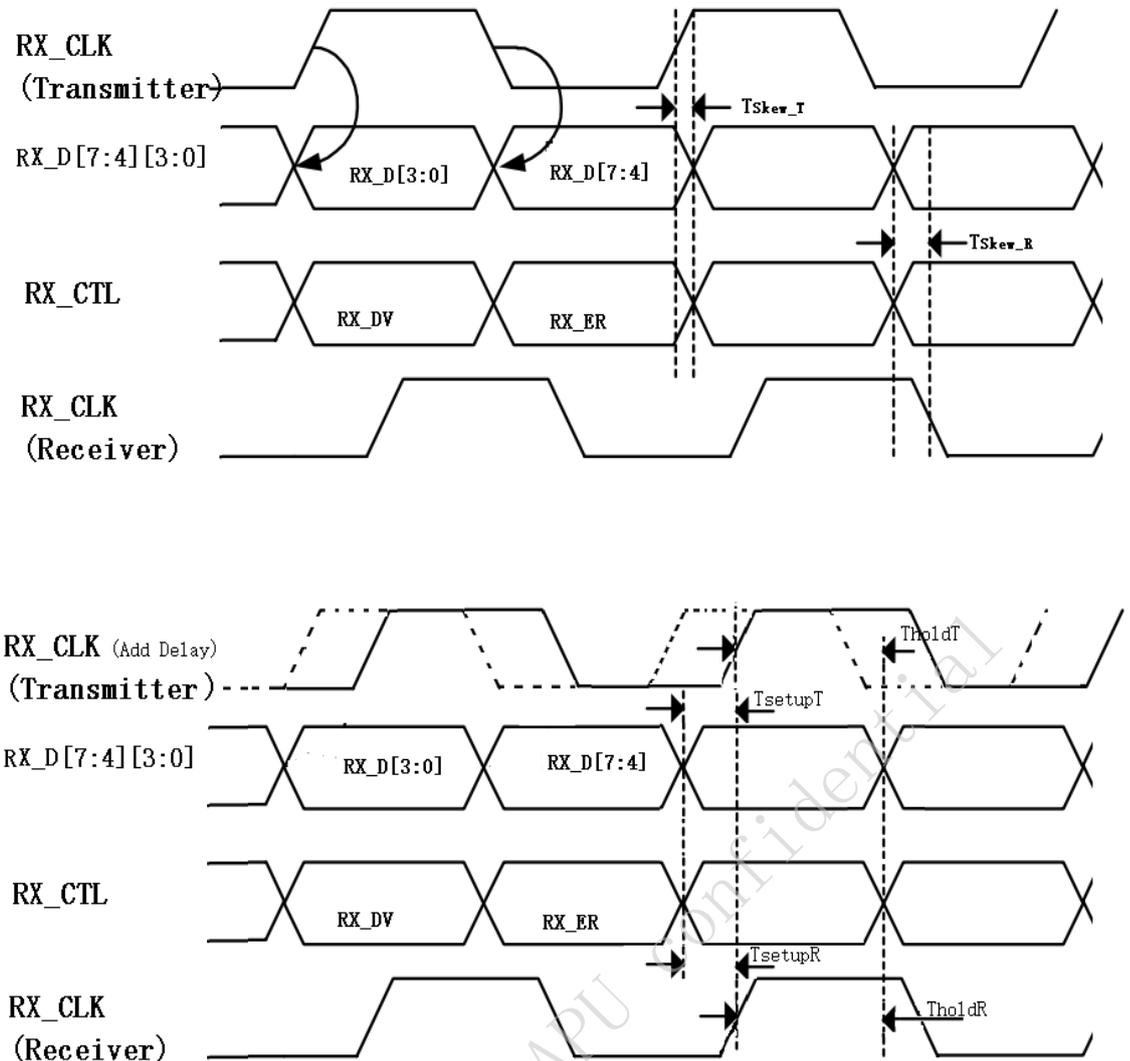 RX_CLK
(Transmitter)
Tskew_T
RX_D[7:4][3:0]
RX_D[3:0]
RX_D[7:4]
Tskew_R
RX_CTL
RX_DV
RX_ER
RX_CLK
(Receiver)
RX_CLK (Add Delay)
TholdT
(Transmitter)
TsetupT
RX_D[7:4][3:0]
RX_D[3:0]
RX_D[7:4]
RX_CTL
RX_DV
RX_ER
TsetupR
RX_CLK
TholdR
(Receiver)
APU confidential